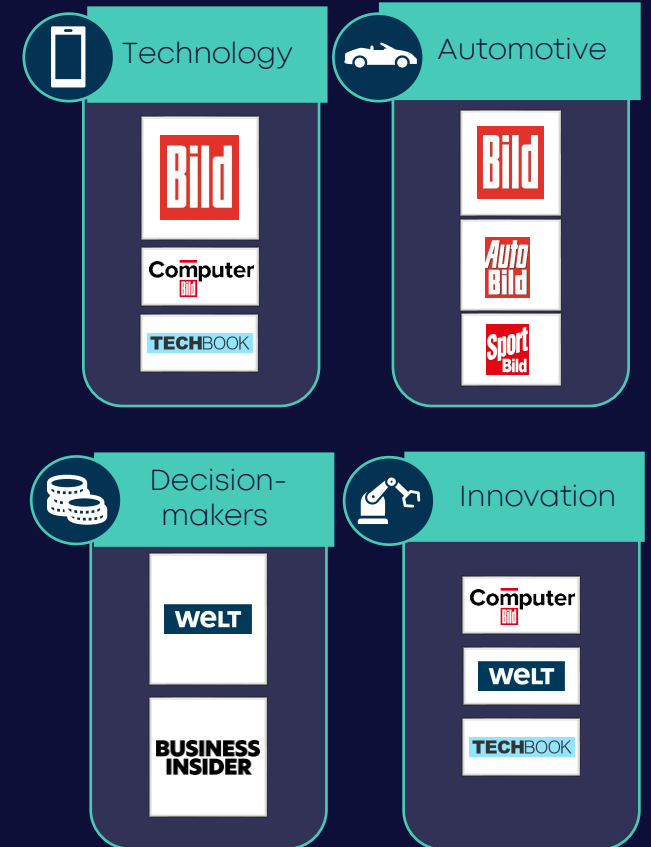 Technology
Bild
Computer
Bild
TECHBOOK
Automotive
Bild
Auto
Bild
Sport
Bild
Decision-
makers
WELT
BUSINESS
INSIDER
Innovation
Computer
Bild
WELT
TECHBOOK